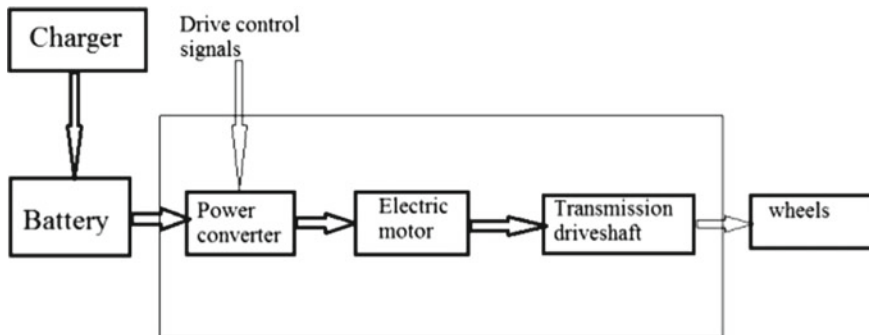 Charger
Drive control
signals
Battery
Power
converter
Electric
motor
Transmission
driveshaft
wheels